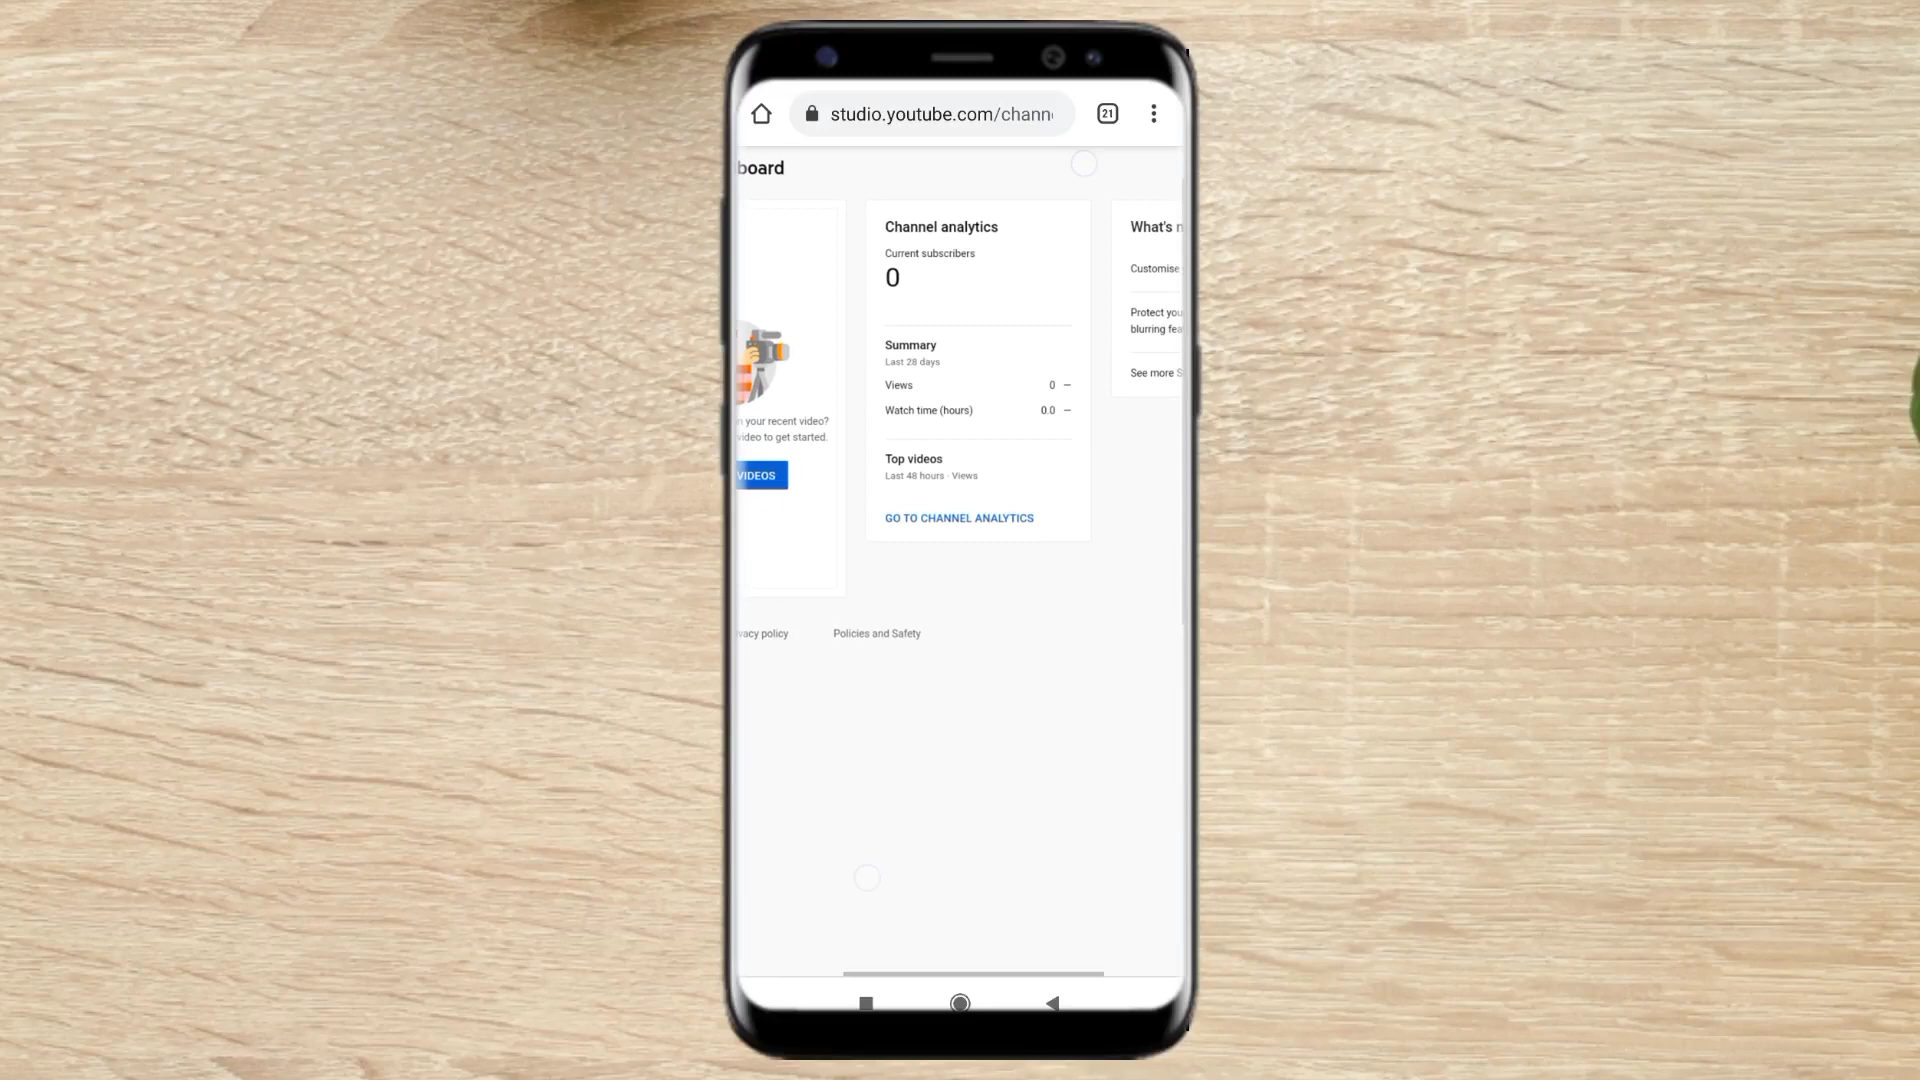 studio.youtube.com/chann
21
board
Channel analytics
Current subscribers
0
Summary
Last 28 days
Views 0 —
Watch time (hours) 0.0 —
Top videos
Last 48 hours · Views
GO TO CHANNEL ANALYTICS
your recent video?
video to get started.
VIDEOS
What's
Customise
Protect you
blurring fea
See more S
vacy policy
Policies and Safety